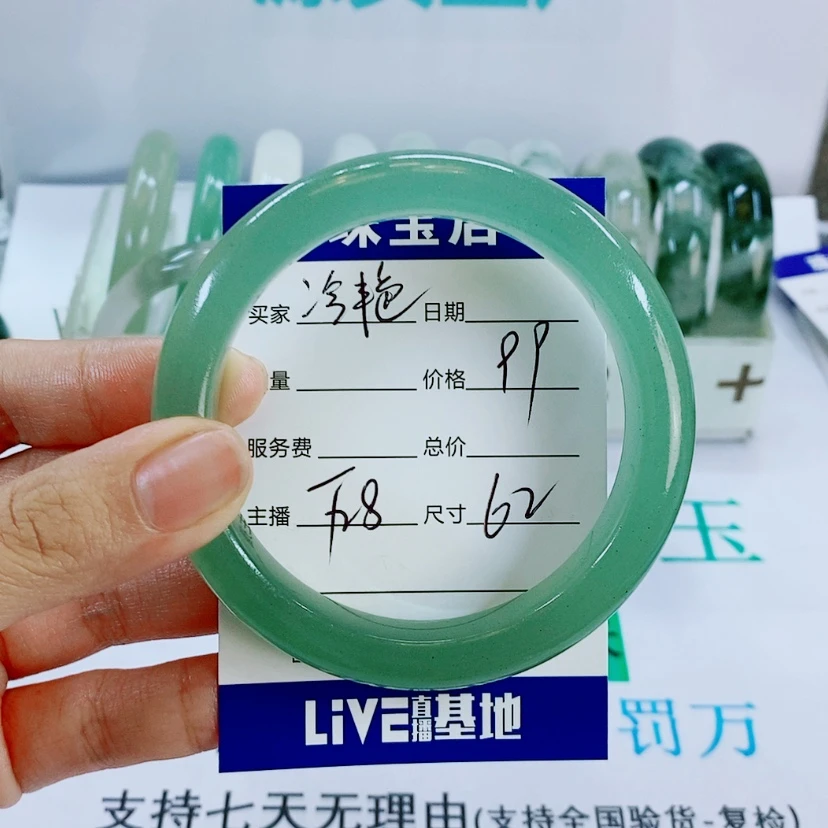 珠宝店
买家 冷艳 日期
量 价格 99
服务费 总价
主播 628 尺寸 62
LiVE直播基地
玉
罚万
支持七天无理由(支持全国验货-复检)